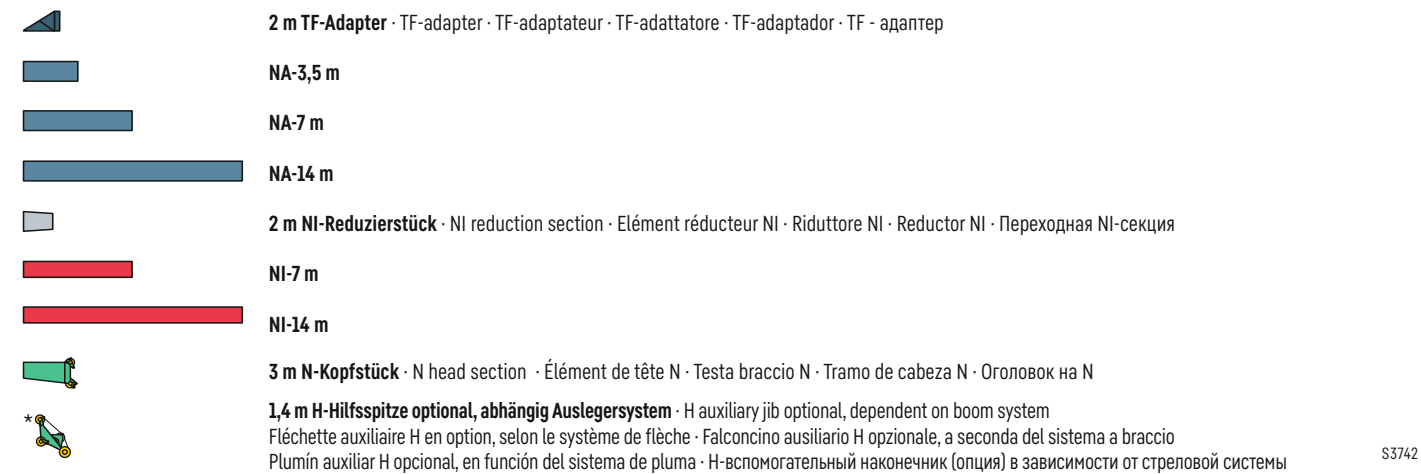 2 m TF-Adapter · TF-adapter · TF-adaptateur · TF-adattatore · TF-adaptador · TF - адаптер
NA-3,5 m
NA-7 m
NA-14 m
2 m NI-Reduzierstück · NI reduction section · Elément réducteur NI · Riduttore NI · Reductor NI · Переходная NI-секция
NI-7 m
NI-14 m
3 m N-Kopfstück · N head section · Élément de tête N · Testa braccio N · Tramo de cabeza N · Оголовок на N
* 1,4 m H-Hilfsspitze optional, abhängig Auslegersystem · H auxiliary jib optional, dependent on boom system
Fléchette auxiliaire H en option, selon le système de flèche · Falconcino ausiliario H opzionale, a seconda del sistema a braccio
Plumín auxiliar H opcional, en función del sistema de pluma · Н-вспомогательный наконечник (опция) в зависимости от стреловой системы
S3742